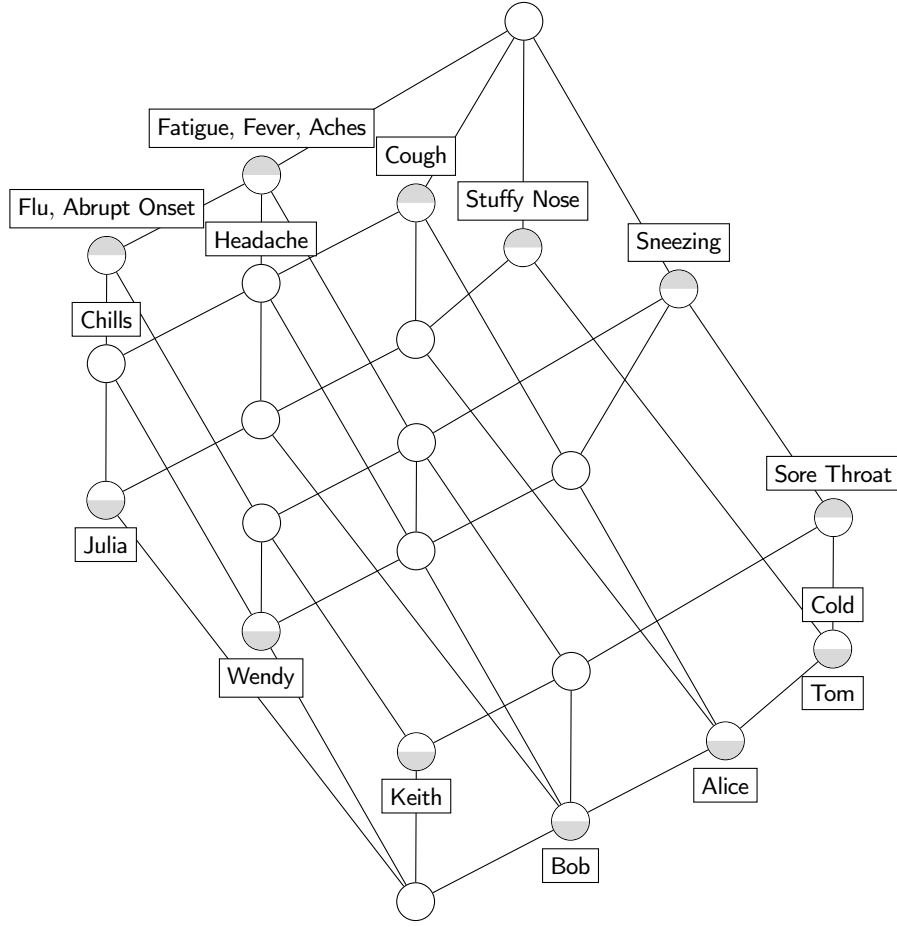 Fatigue, Fever, Aches
Cough
Flu, Abrupt Onset
Stuffy Nose
Headache
Sneezing
Chills
Sore Throat
Julia
Cold
Wendy
Tom
Keith
Alice
Bob